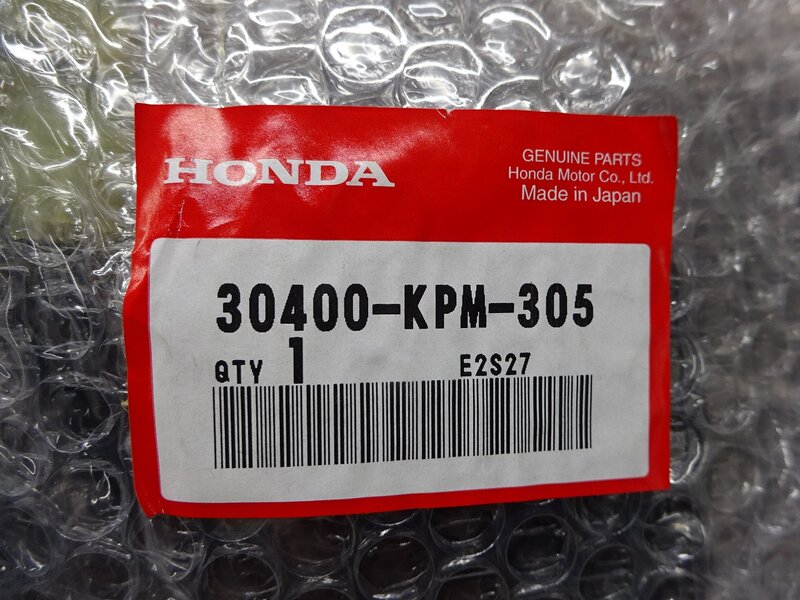 HONDA
GENUINE PARTS
Honda Motor Co., Ltd.
Made in Japan
30400-KPM-305
QTY 1 E2S27